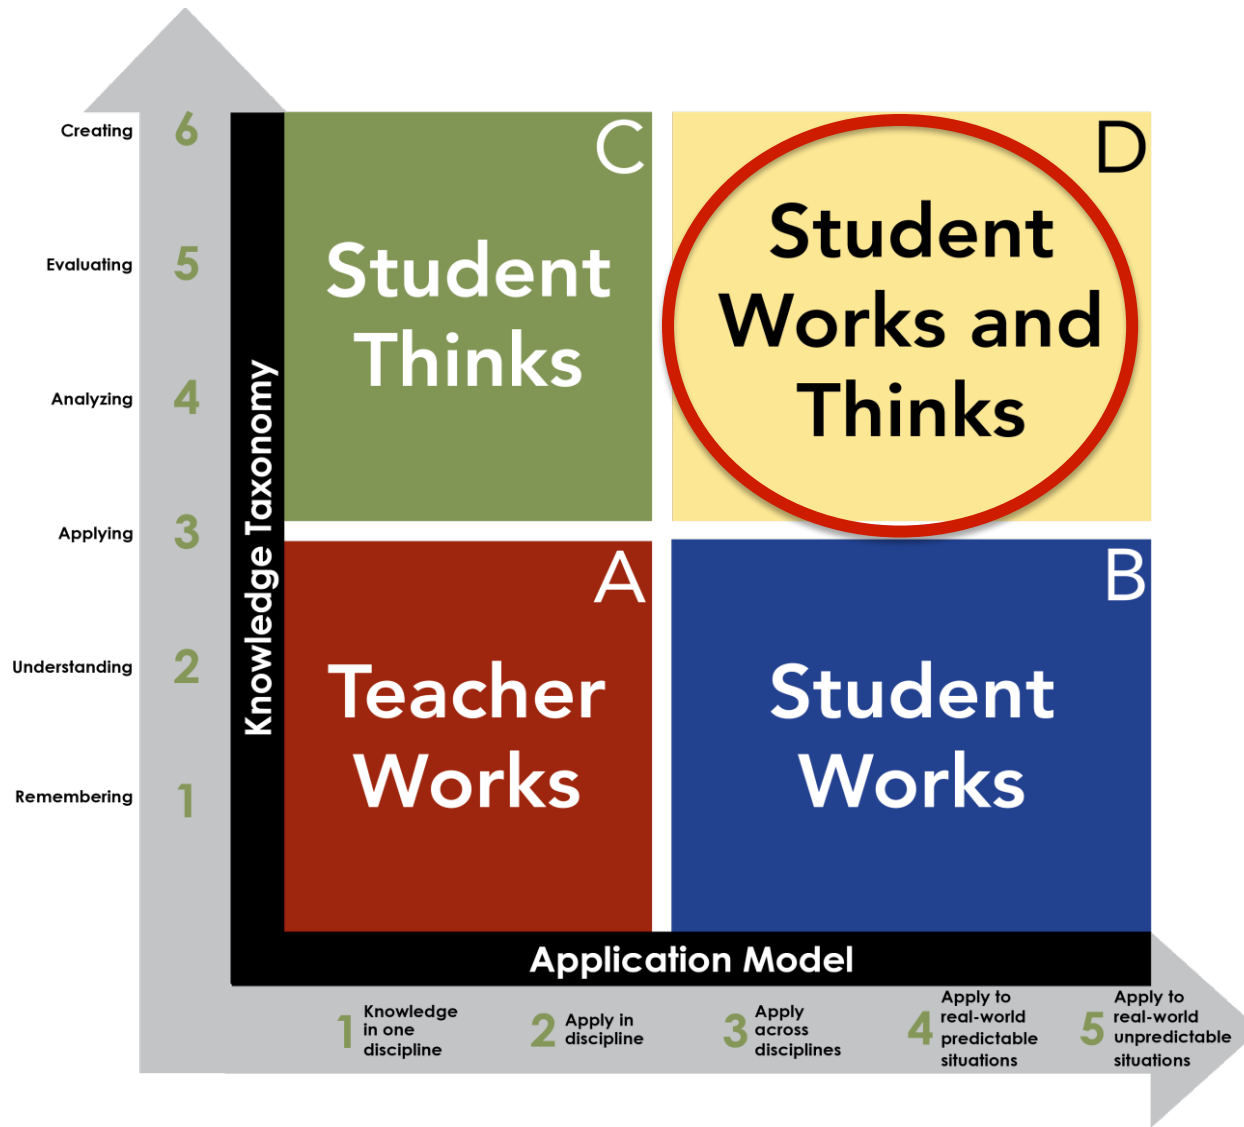 Creating 6
Evaluating 5
Analyzing 4
Applying 3
Understanding 2
Remembering 1
Knowledge Taxonomy
C
Student
Thinks
D
Student
Works and
Thinks
A
Teacher
Works
B
Student
Works
Application Model
1 Knowledge
in one
discipline
2 Apply in
discipline
3 Apply
across
disciplines
4 Apply to
real-world
predictable
situations
5 Apply to
real-world
unpredictable
situations